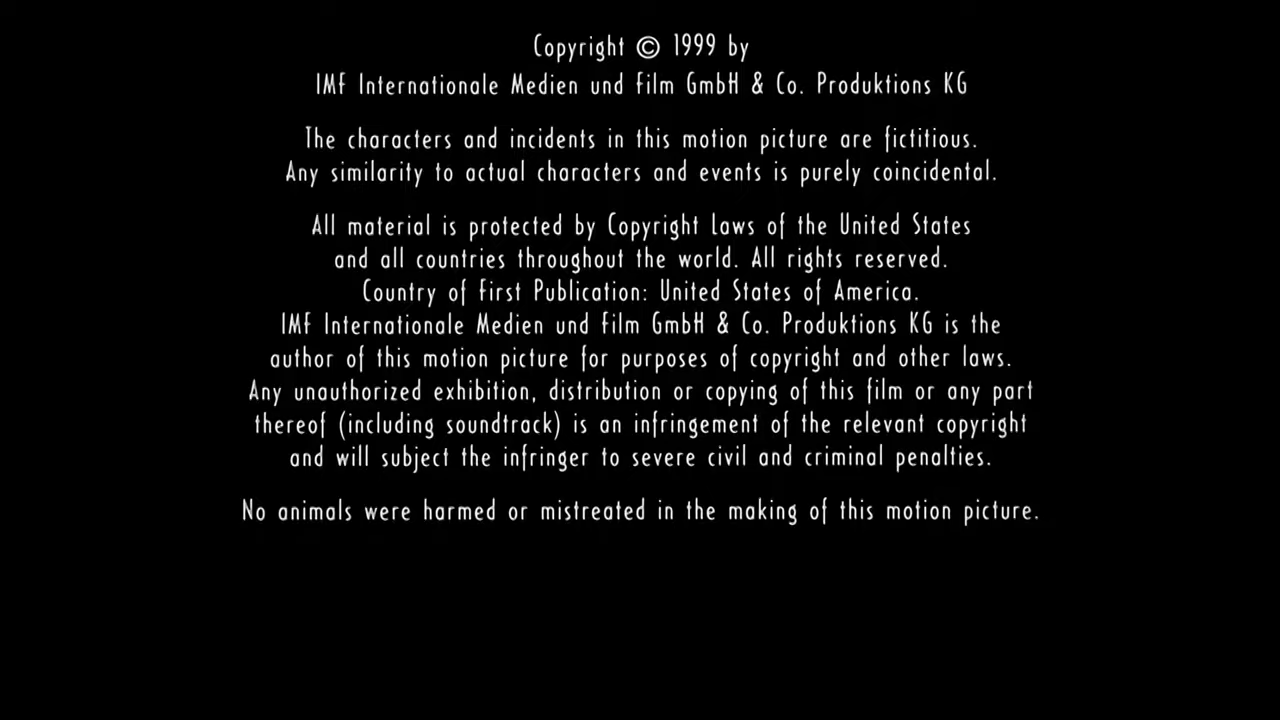 Copyright © 1999 by
IMF Internationale Medien und Film GmbH & Co. Produktions KG
The characters and incidents in this motion picture are fictitious.
Any similarity to actual characters and events is purely coincidental.
All material is protected by Copyright Laws of the United States
and all countries throughout the world. All rights reserved.
Country of First Publication: United States of America.
IMF Internationale Medien und Film GmbH & Co. Produktions KG is the
author of this motion picture for purposes of copyright and other laws.
Any unauthorized exhibition, distribution or copying of this film or any part
thereof (including soundtrack) is an infringement of the relevant copyright
and will subject the infringer to severe civil and criminal penalties.
No animals were harmed or mistreated in the making of this motion picture.